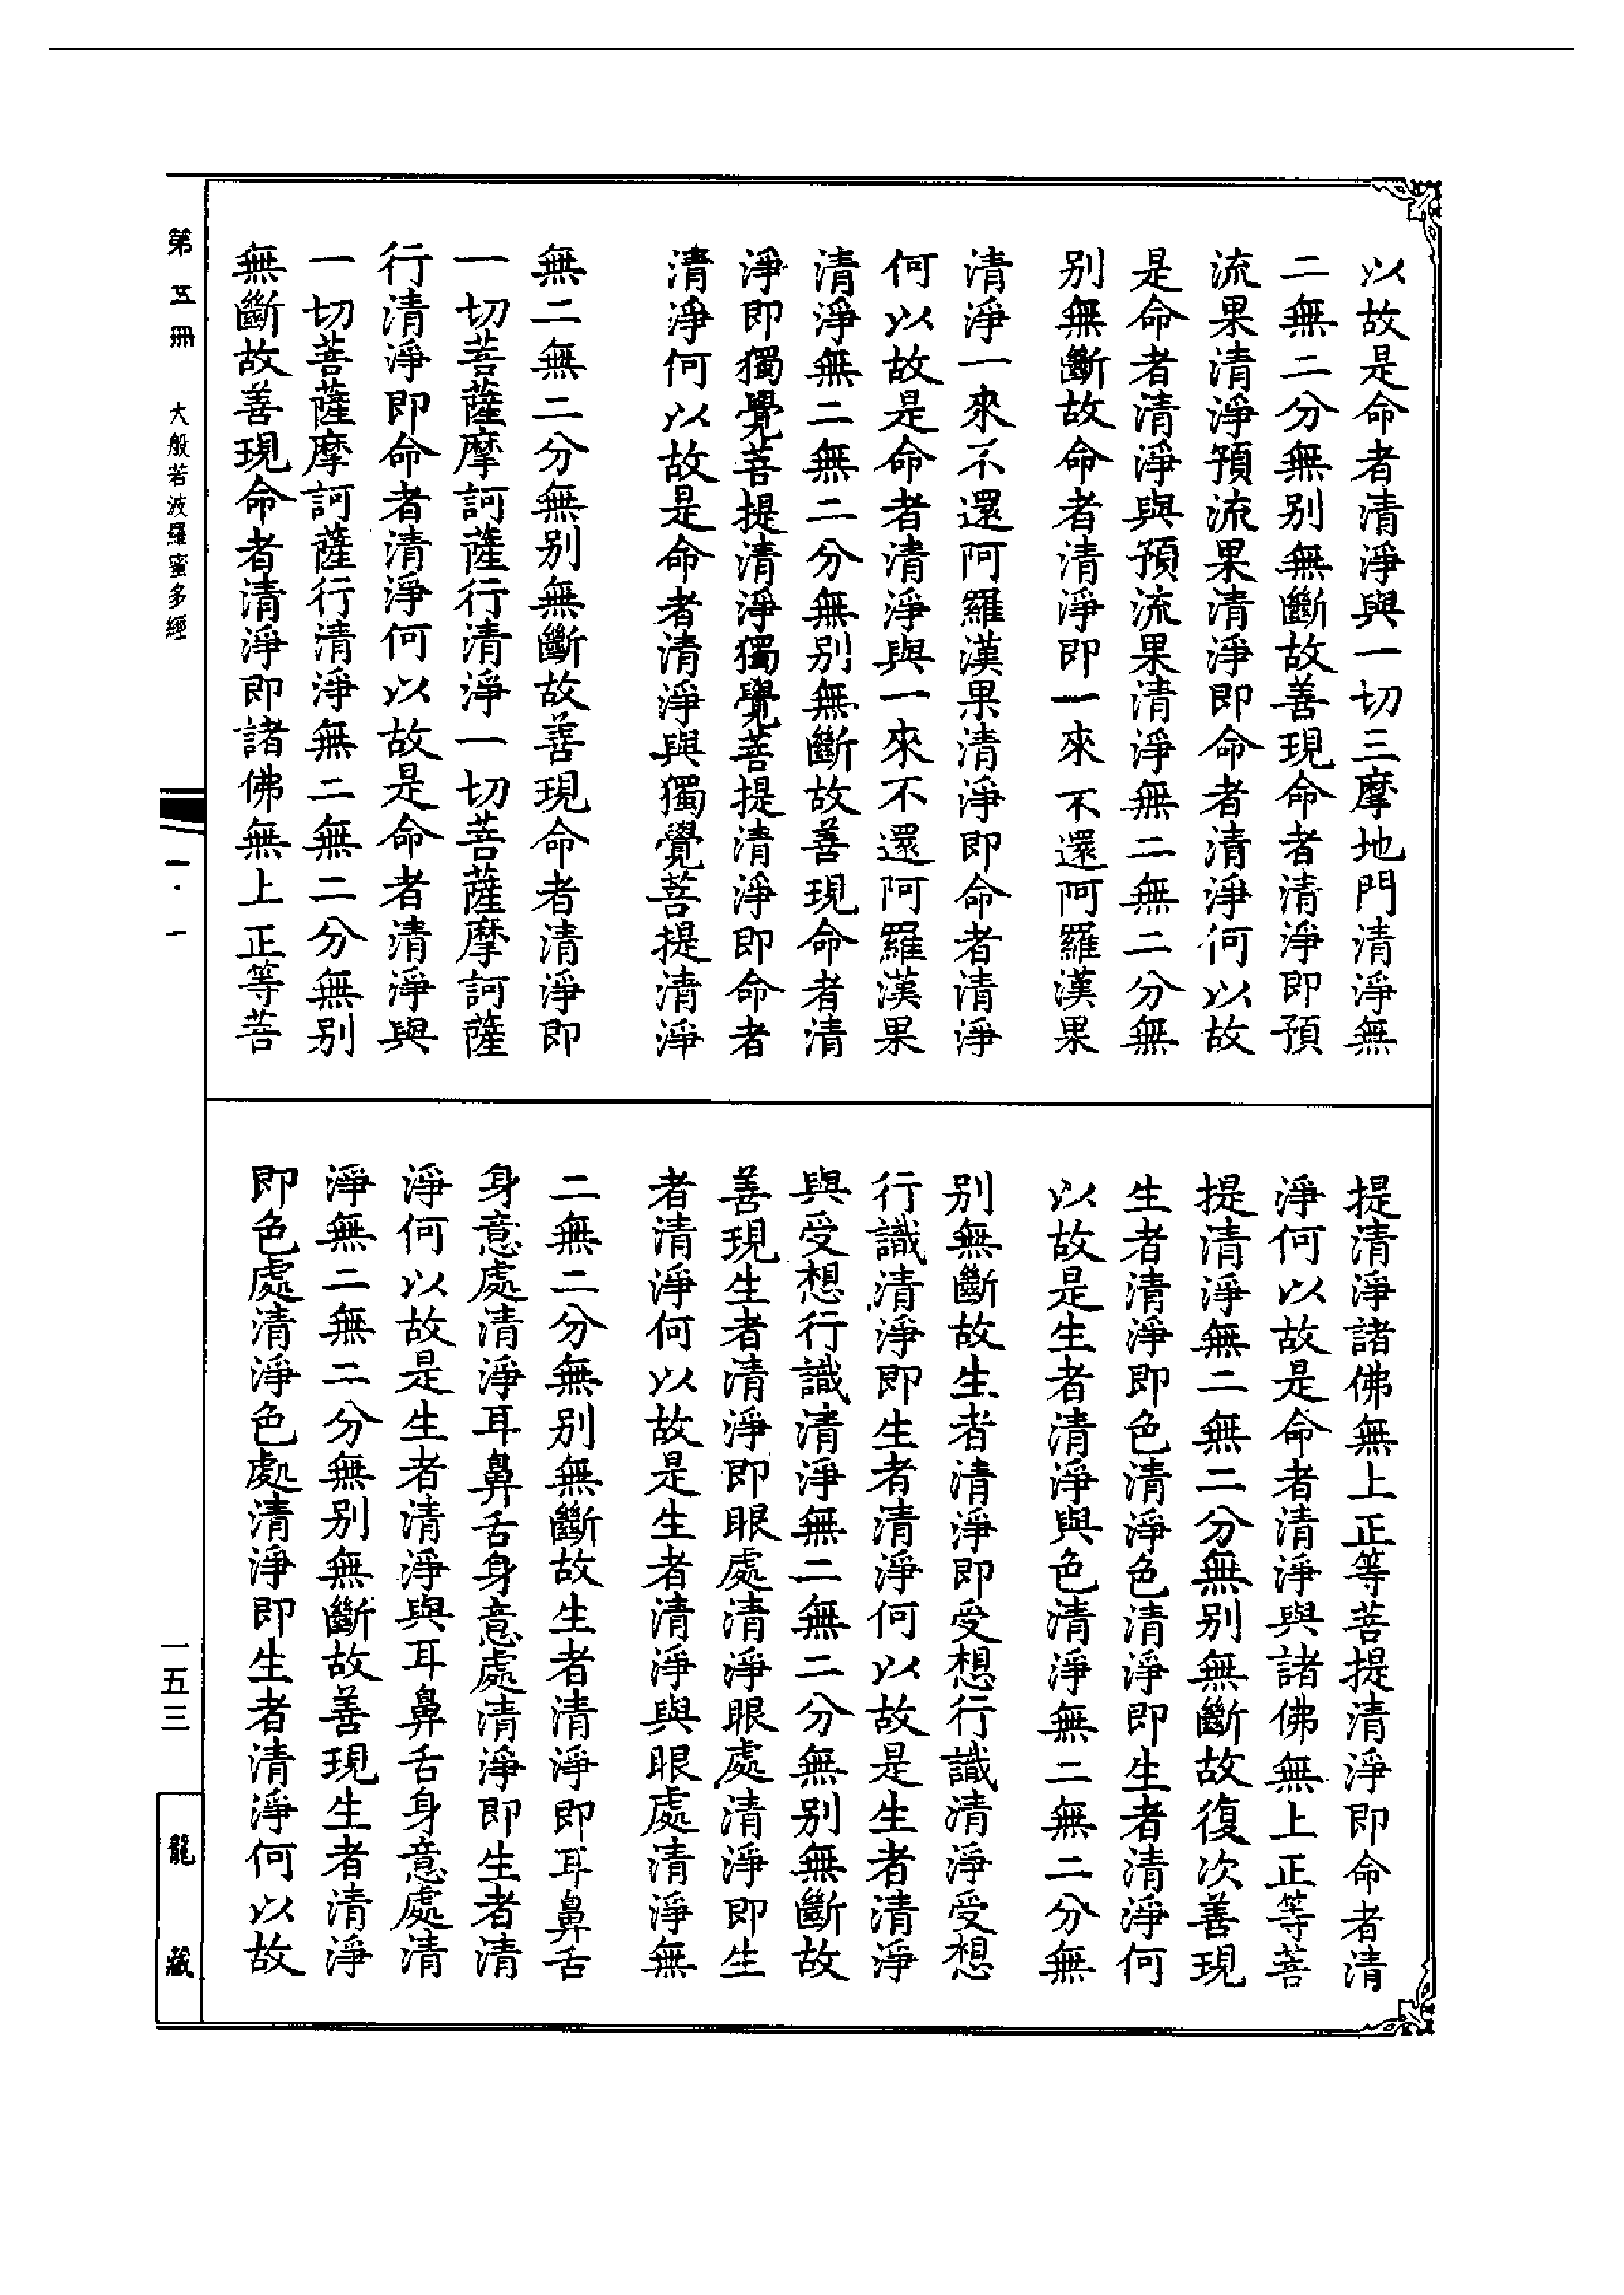 以故是命者清淨與一切三摩地門清淨無
二無二分無別無斷故善現命者清淨即預
流果清淨預流果清淨即命者清淨何以故
是命者清淨與預流果清淨無二無二分無
別無斷故命者清淨即一來不還阿羅漢果
清淨一來不還阿羅漢果清淨即命者清淨
何以故是命者清淨與一來不還阿羅漢果
清淨無二無二分無別無斷故善現命者清
淨即獨覺菩提清淨獨覺菩提清淨即命者
清淨何以故是命者清淨與獨覺菩提清淨
無二無二分無別無斷故善現命者清淨即
一切菩薩摩訶薩行清淨一切菩薩摩訶薩
行清淨即命者清淨何以故是命者清淨與
一切菩薩摩訶薩行清淨無二無二分無別
無斷故善現命者清淨即諸佛無上正等菩
提清淨諸佛無上正等菩提清淨即命者清
淨何以故是命者清淨與諸佛無上正等菩
提清淨無二無二分無別無斷故復次善現
生者清淨即色清淨色清淨即生者清淨何
以故是生者清淨與色清淨無二無二分無
別無斷故生者清淨即受想行識清淨受想
行識清淨即生者清淨何以故是生者清淨
與受想行識清淨無二無二分無別無斷故
善現生者清淨即眼處清淨眼處清淨即生
者清淨何以故是生者清淨與眼處清淨無
二無二分無別無斷故生者清淨即耳鼻舌
身意處清淨耳鼻舌身意處清淨即生者清
淨何以故是生者清淨與耳鼻舌身意處清
淨無二無二分無別無斷故善現生者清淨
即色處清淨色處清淨即生者清淨何以故
第五冊 大般若波羅蜜多經
一·一
一五三
龍藏